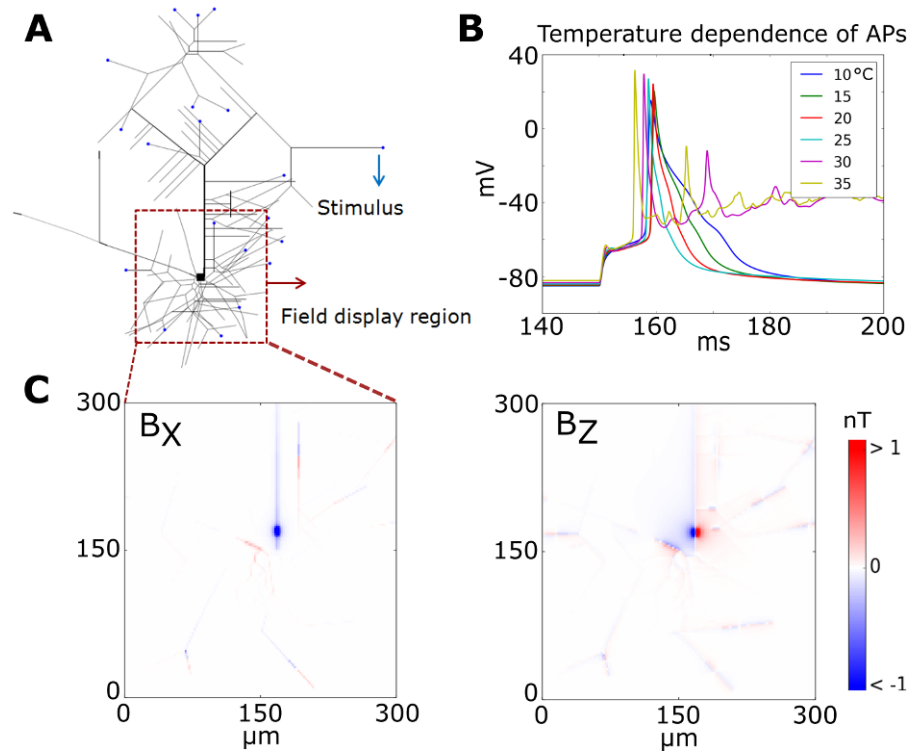 A
Stimulus
Field display region
B
Temperature dependence of APs
40
0
-40
-80
mV
10°C
15
20
25
30
35
140
160
180
200
ms
C
300
150
0
BX
0
150
300
µm
300
150
0
BZ
0
150
300
µm
nT
> 1
0
< -1